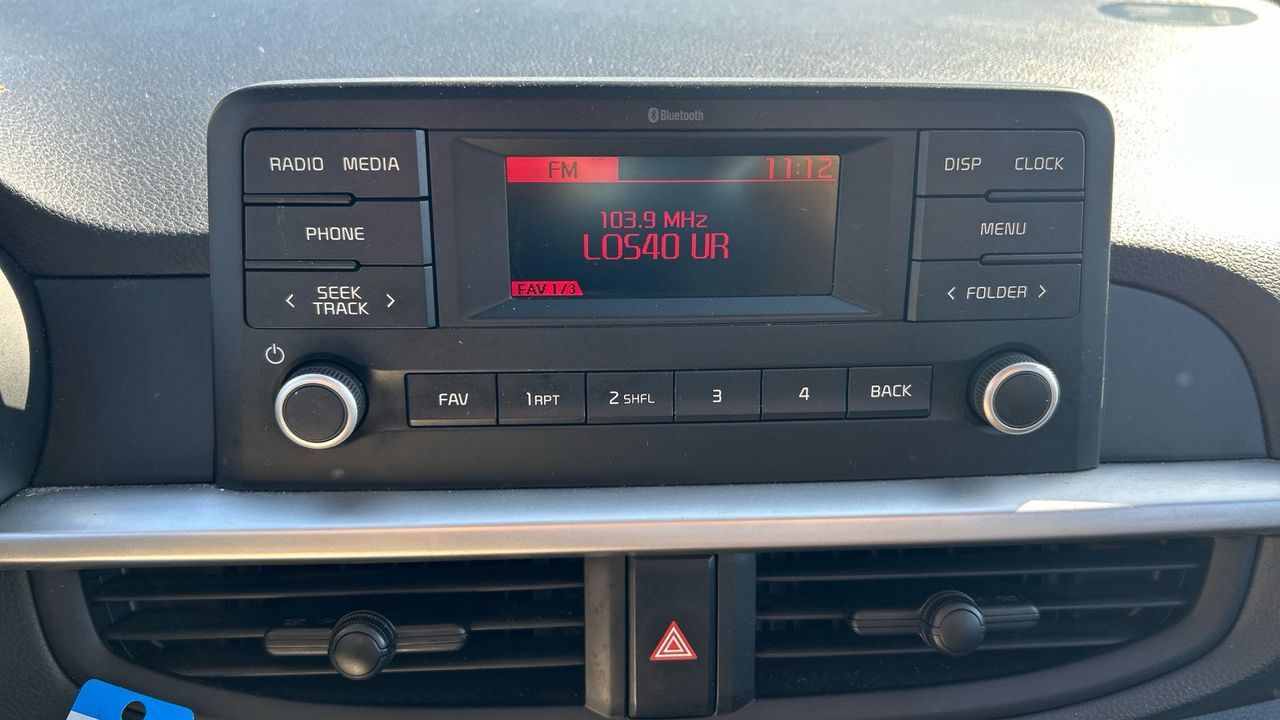 Bluetooth
RADIO MEDIA
PHONE
< SEEK >
TRACK
FM 11:12
103.9 MHz
LOS40 UR
FAV 1/3
DISP CLOCK
MENU
< FOLDER >
FAV 1 RPT 2 SHFL 3 4 BACK